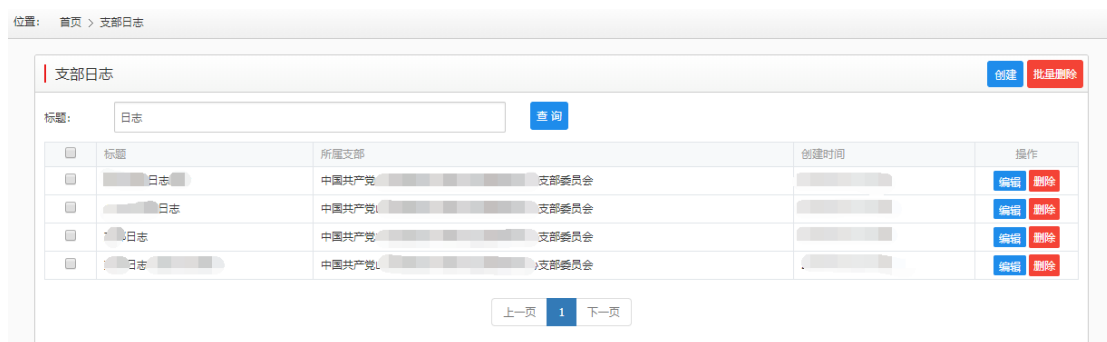 位置： 首页 > 支部日志
支部日志 创建 批量删除
标题： 日志 查 询
标题 所属支部 创建时间 操作
日志 中国共产党 支部委员会 编辑 删除
日志 中国共产党 支部委员会 编辑 删除
日志 中国共产党 支部委员会 编辑 删除
日志 中国共产党 支部委员会 编辑 删除
上一页 1 下一页